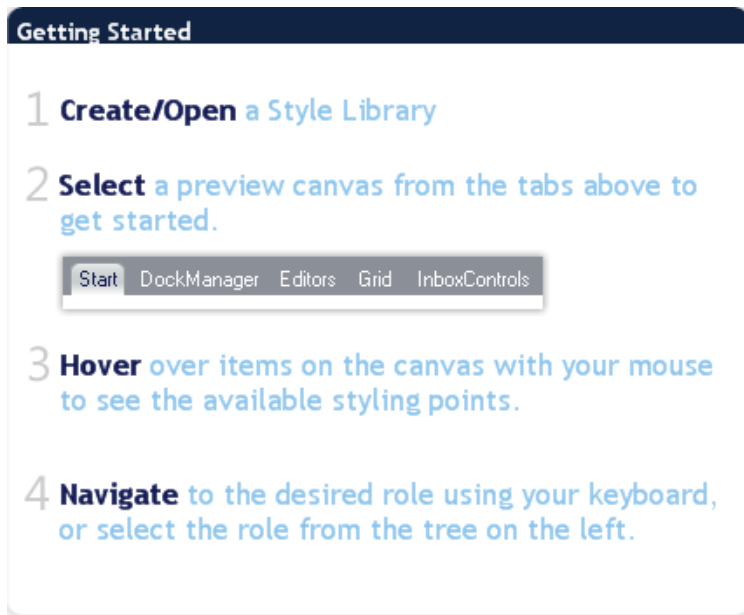 Getting Started
1 Create/Open a Style Library
2 Select a preview canvas from the tabs above to
get started.
Start DockManager Editors Grid InboxControls
3 Hover over items on the canvas with your mouse
to see the available styling points.
4 Navigate to the desired role using your keyboard,
or select the role from the tree on the left.